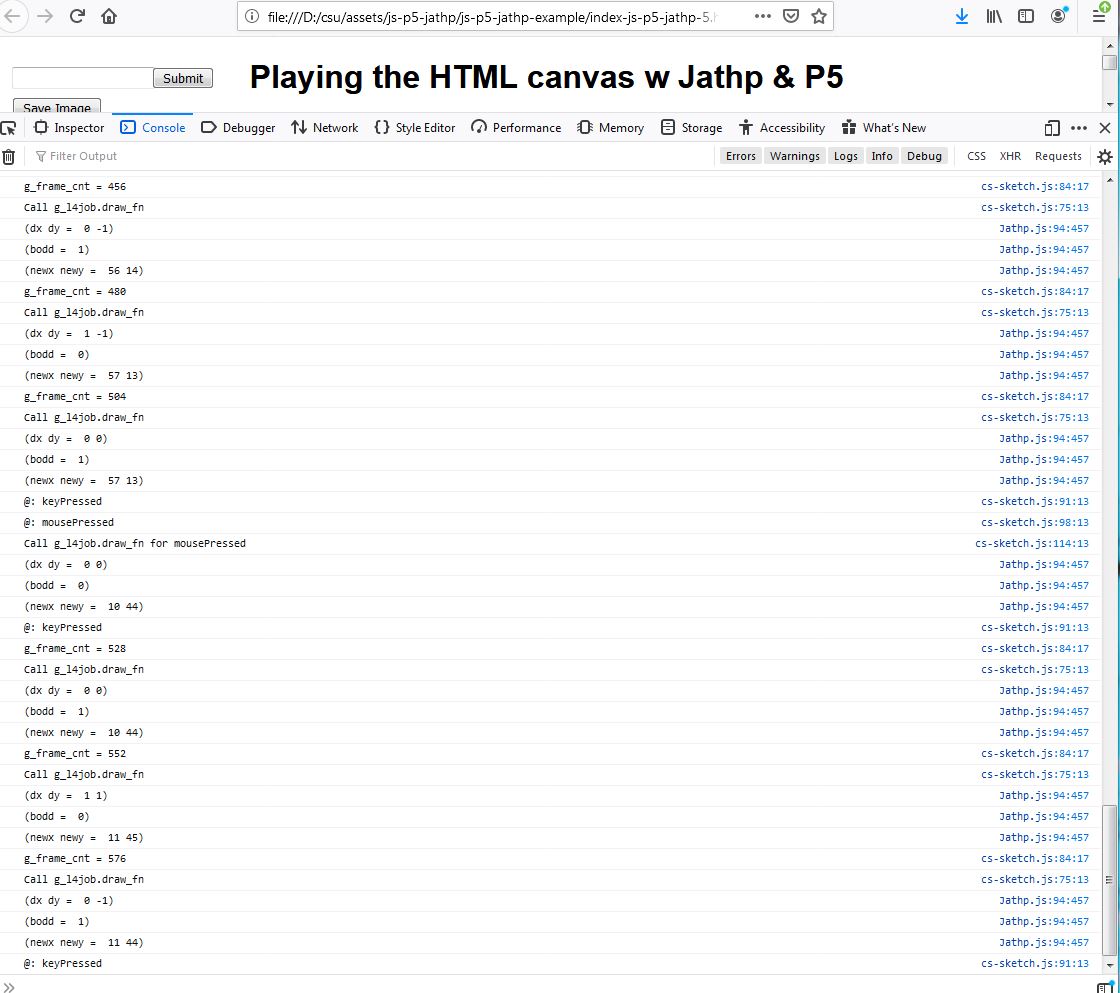 file:///D:/csu/assets/js-p5-jathp/js-p5-jathp-example/index-js-p5-jathp-5.h
Submit Playing the HTML canvas w Jathp & P5
Save Image
Inspector Console Debugger Network Style Editor Performance Memory Storage Accessibility What's New
Filter Output Errors Warnings Logs Info Debug CSS XHR Requests
g_frame_cnt = 456 cs-sketch.js:84:17
Call g_l4job.draw_fn cs-sketch.js:75:13
(dx dy =  0 -1) Jathp.js:94:457
(bodd =  1) Jathp.js:94:457
(newx newy =  56 14) Jathp.js:94:457
g_frame_cnt = 480 cs-sketch.js:84:17
Call g_l4job.draw_fn cs-sketch.js:75:13
(dx dy =  1 -1) Jathp.js:94:457
(bodd =  0) Jathp.js:94:457
(newx newy =  57 13) Jathp.js:94:457
g_frame_cnt = 504 cs-sketch.js:84:17
Call g_l4job.draw_fn cs-sketch.js:75:13
(dx dy =  0 0) Jathp.js:94:457
(bodd =  1) Jathp.js:94:457
(newx newy =  57 13) Jathp.js:94:457
@: keyPressed cs-sketch.js:91:13
@: mousePressed cs-sketch.js:98:13
Call g_l4job.draw_fn for mousePressed cs-sketch.js:114:13
(dx dy =  0 0) Jathp.js:94:457
(bodd =  0) Jathp.js:94:457
(newx newy =  10 44) Jathp.js:94:457
@: keyPressed cs-sketch.js:91:13
g_frame_cnt = 528 cs-sketch.js:84:17
Call g_l4job.draw_fn cs-sketch.js:75:13
(dx dy =  0 0) Jathp.js:94:457
(bodd =  1) Jathp.js:94:457
(newx newy =  10 44) Jathp.js:94:457
g_frame_cnt = 552 cs-sketch.js:84:17
Call g_l4job.draw_fn cs-sketch.js:75:13
(dx dy =  1 1) Jathp.js:94:457
(bodd =  0) Jathp.js:94:457
(newx newy =  11 45) Jathp.js:94:457
g_frame_cnt = 576 cs-sketch.js:84:17
Call g_l4job.draw_fn cs-sketch.js:75:13
(dx dy =  0 -1) Jathp.js:94:457
(bodd =  1) Jathp.js:94:457
(newx newy =  11 44) Jathp.js:94:457
@: keyPressed cs-sketch.js:91:13